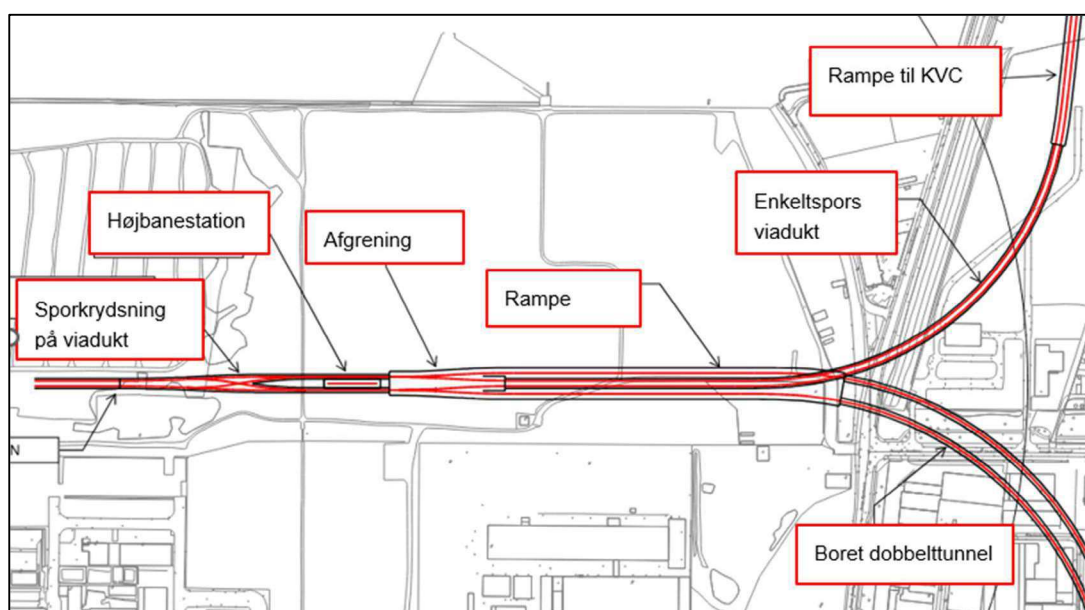 Rampe til KVC
Enkeltspors
viadukt
Højbanestation
Afgrening
Rampe
Sporkrydsning
på viadukt
N
Boret dobbelttunnel